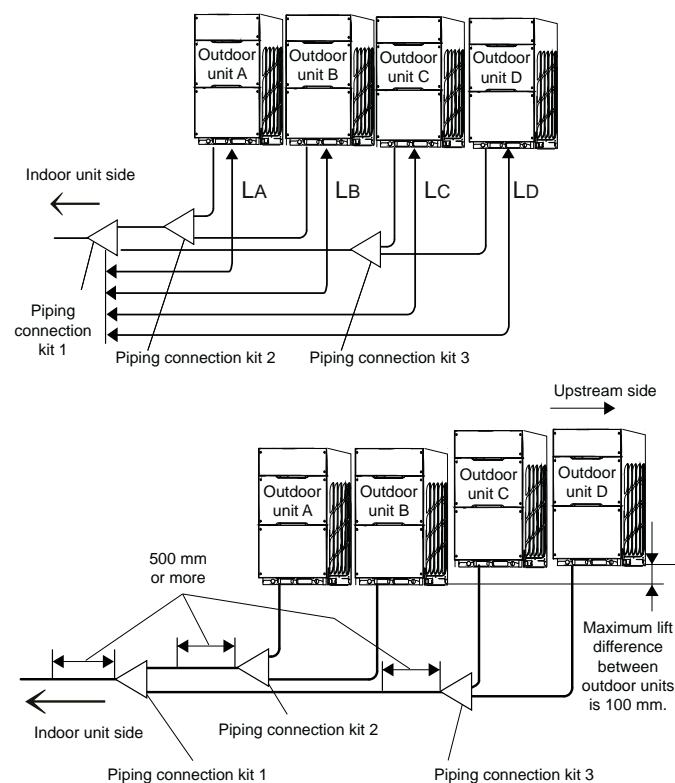 Outdoor
unit A
Outdoor
unit B
Outdoor
unit C
Outdoor
unit D
Indoor unit side
LA
LB
LC
LD
Piping
connection
kit 1
Piping connection kit 2
Piping connection kit 3
Upstream side
Outdoor
unit A
Outdoor
unit B
Outdoor
unit C
Outdoor
unit D
500 mm
or more
Maximum lift
difference
between
outdoor units
is 100 mm.
Indoor unit side
Piping connection kit 2
Piping connection kit 1
Piping connection kit 3